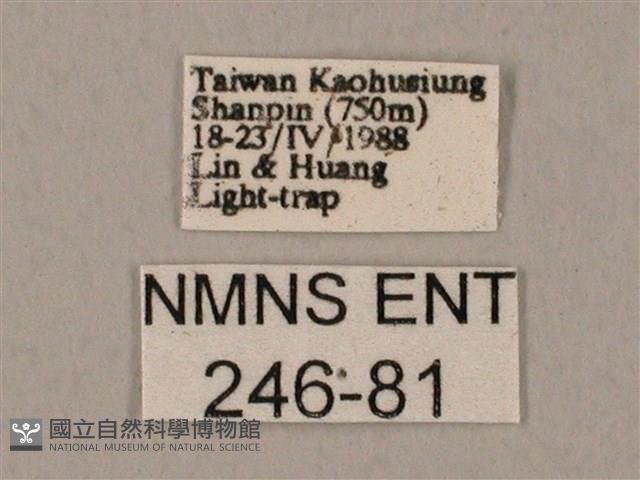 Taiwan Kaohusiung
Shanpin (750m)
18-23/IV/1988
Lin & Huang
Light-trap
NMNS ENT
246-81
國立自然科學博物館
NATIONAL MUSEUM OF NATURAL SCIENCE